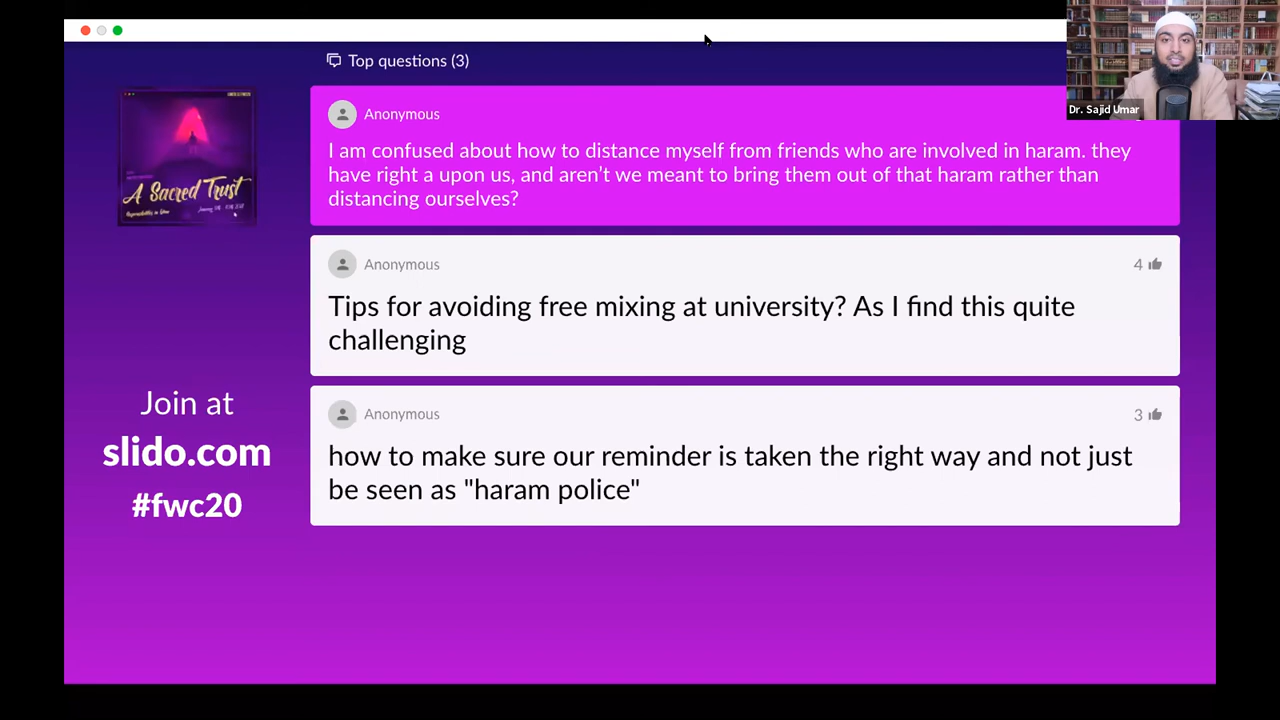 Top questions (3)
Dr. Sajid Umar
A Sacred Trust
Anonymous
I am confused about how to distance myself from friends who are involved in haram. they
have right a upon us, and aren't we meant to bring them out of that haram rather than
distancing ourselves?
Anonymous
4
Tips for avoiding free mixing at university? As I find this quite
challenging
Anonymous
3
how to make sure our reminder is taken the right way and not just
be seen as "haram police"
Join at
slido.com
#fwc20